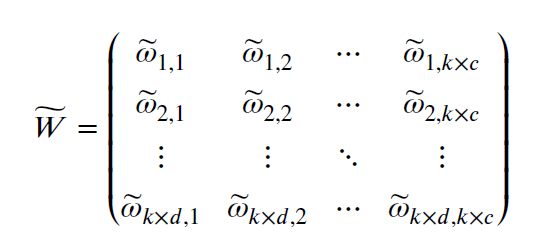 ω̃1,1 ω̃1,2 ⋯ ω̃1,k×c
W̃ = ω̃2,1 ω̃2,2 ⋯ ω̃2,k×c
⋮ ⋮ ⋱ ⋮
ω̃k×d,1 ω̃k×d,2 ⋯ ω̃k×d,k×c